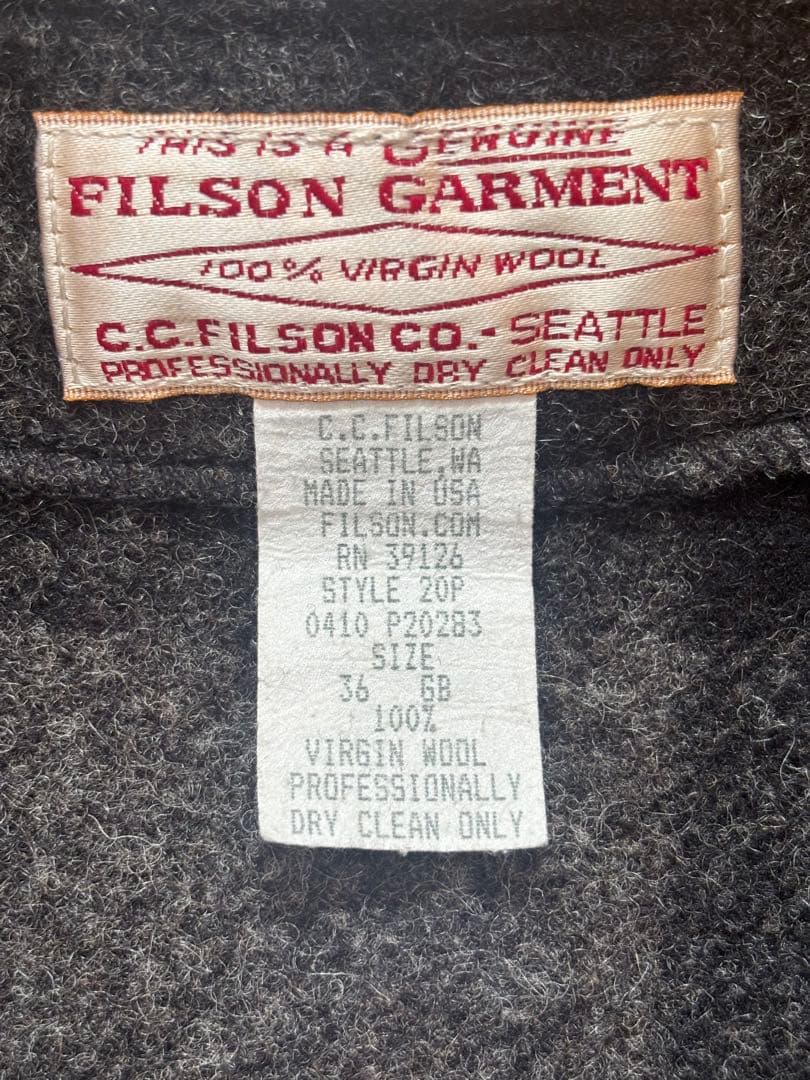 THIS IS A GENUINE
FILSON GARMENT
100% VIRGIN WOOL
C.C.FILSON CO.-SEATTLE
PROFESSIONALLY DRY CLEAN ONLY
C.C.FILSON
SEATTLE,WA
MADE IN USA
FILSON.COM
RN 39126
STYLE 20P
0410 P20283
SIZE
36 GB
100%
VIRGIN WOOL
PROFESSIONALLY
DRY CLEAN ONLY